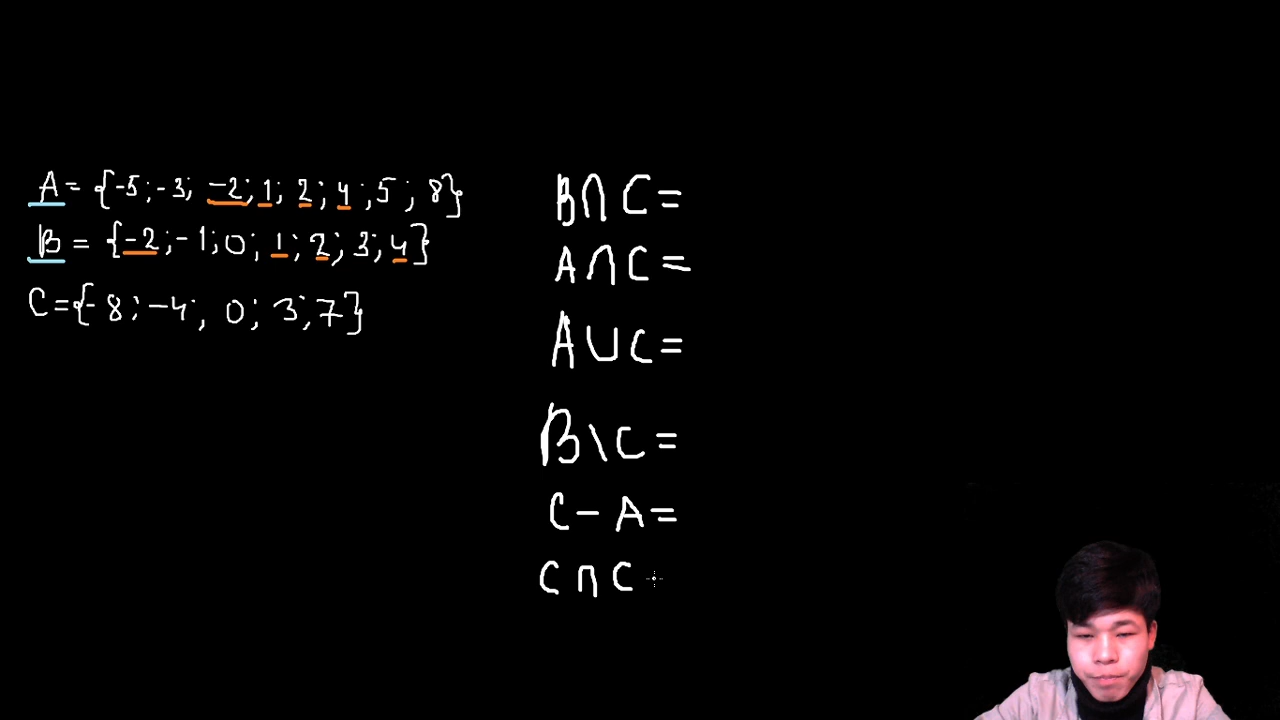 A = {-5; -3; -2; 1; 2; 4; 5; 8}
B = {-2; -1; 0; 1; 2; 3; 4}
C = {-8; -4; 0; 3; 7}
B∩C=
A∩C=
A∪C=
B\C=
C-A=
C∩C